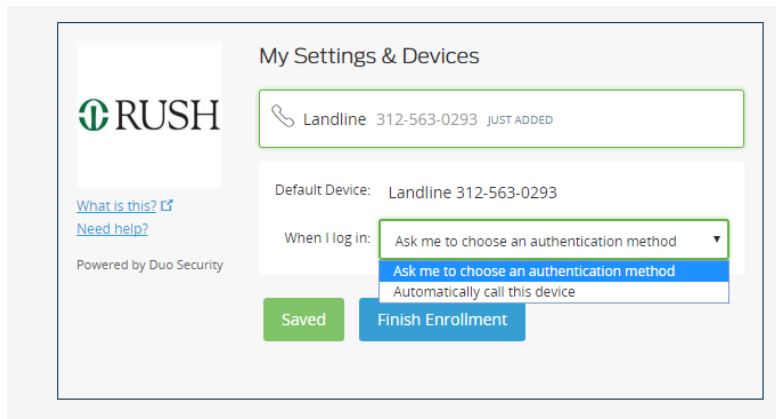 My Settings & Devices
RUSH
Landline 312-563-0293 JUST ADDED
What is this?
Need help?
Powered by Duo Security
Default Device: Landline 312-563-0293
When I log in: Ask me to choose an authentication method
Ask me to choose an authentication method
Automatically call this device
Saved
Finish Enrollment